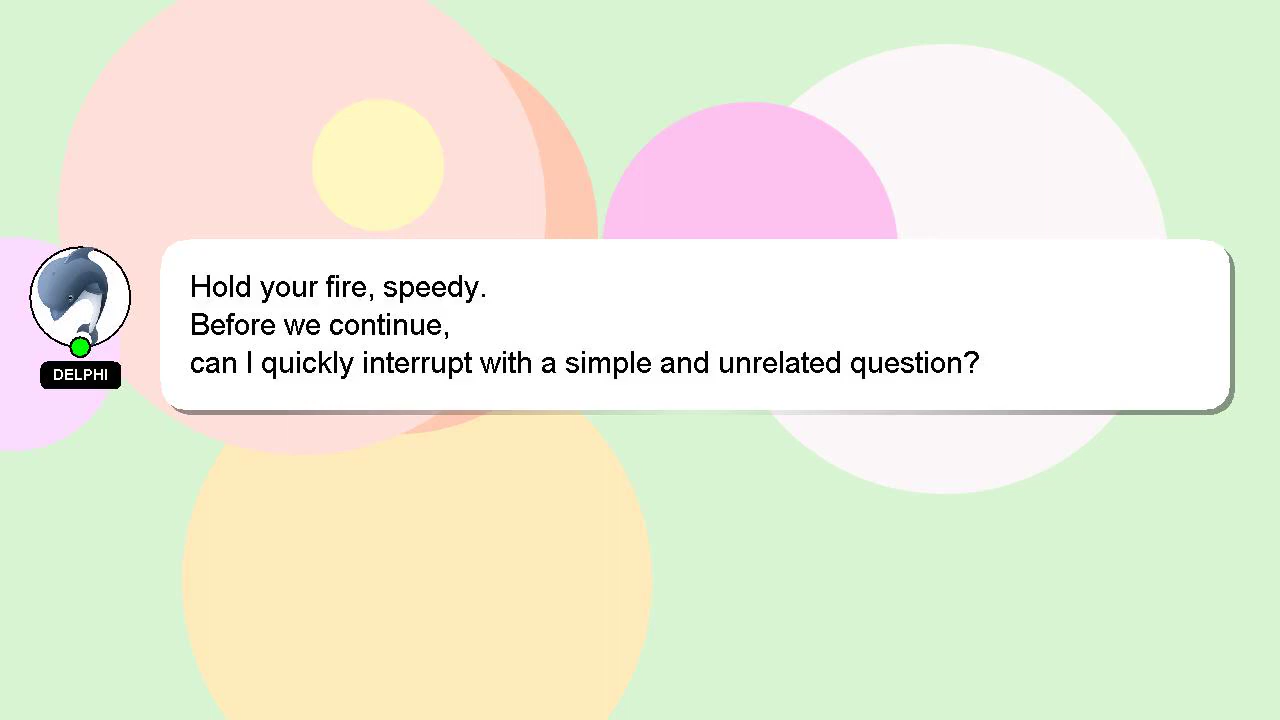 Hold your fire, speedy.
Before we continue,
can I quickly interrupt with a simple and unrelated question?
DELPHI